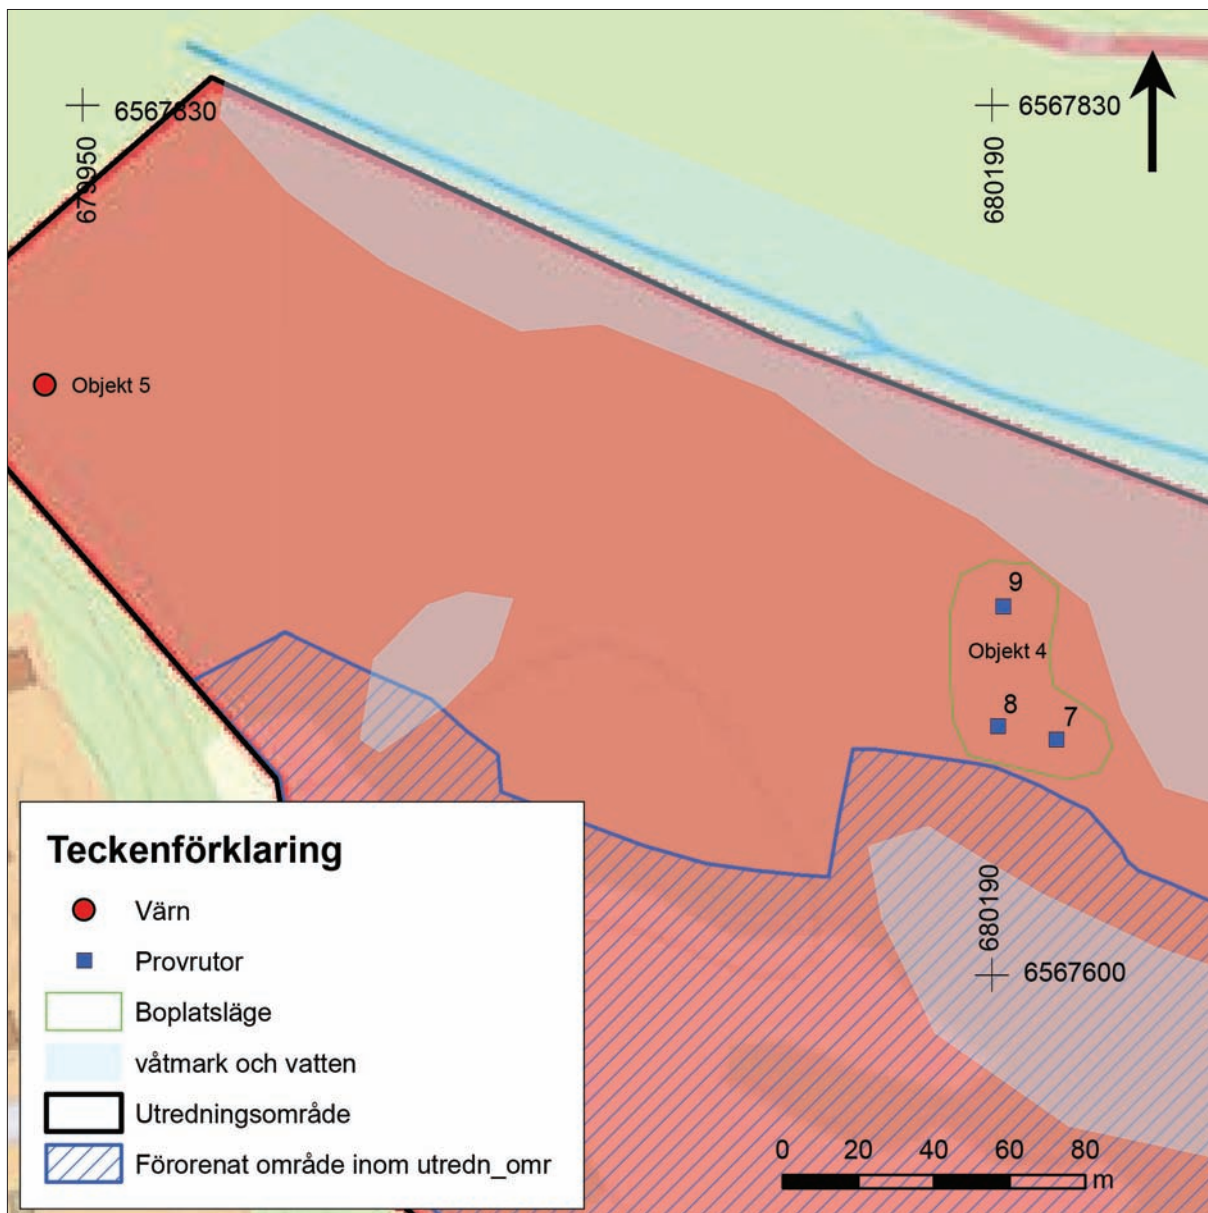 6567830
6567830
679950
680190
Objekt 5
9
Objekt 4
8
7
680190
6567600
Teckenförklaring
Värn
Provrutor
Boplatsläge
våtmark och vatten
Utredningsområde
Förorenat område inom utredn_omr
0 20 40 60 80
m